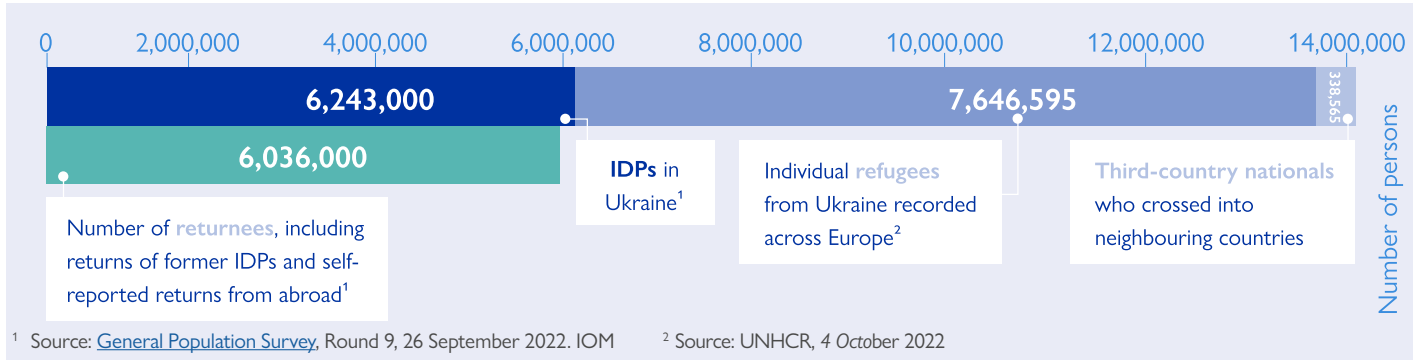 0 2,000,000 4,000,000 6,000,000 8,000,000 10,000,000 12,000,000 14,000,000
6,243,000 7,646,595 338,565
6,036,000
IDPs in
Ukraine¹
Individual refugees
from Ukraine recorded
across Europe²
Third-country nationals
who crossed into
neighbouring countries
Number of returnees, including
returns of former IDPs and self-
reported returns from abroad¹
Number of persons
¹ Source: General Population Survey, Round 9, 26 September 2022. IOM ² Source: UNHCR, 4 October 2022